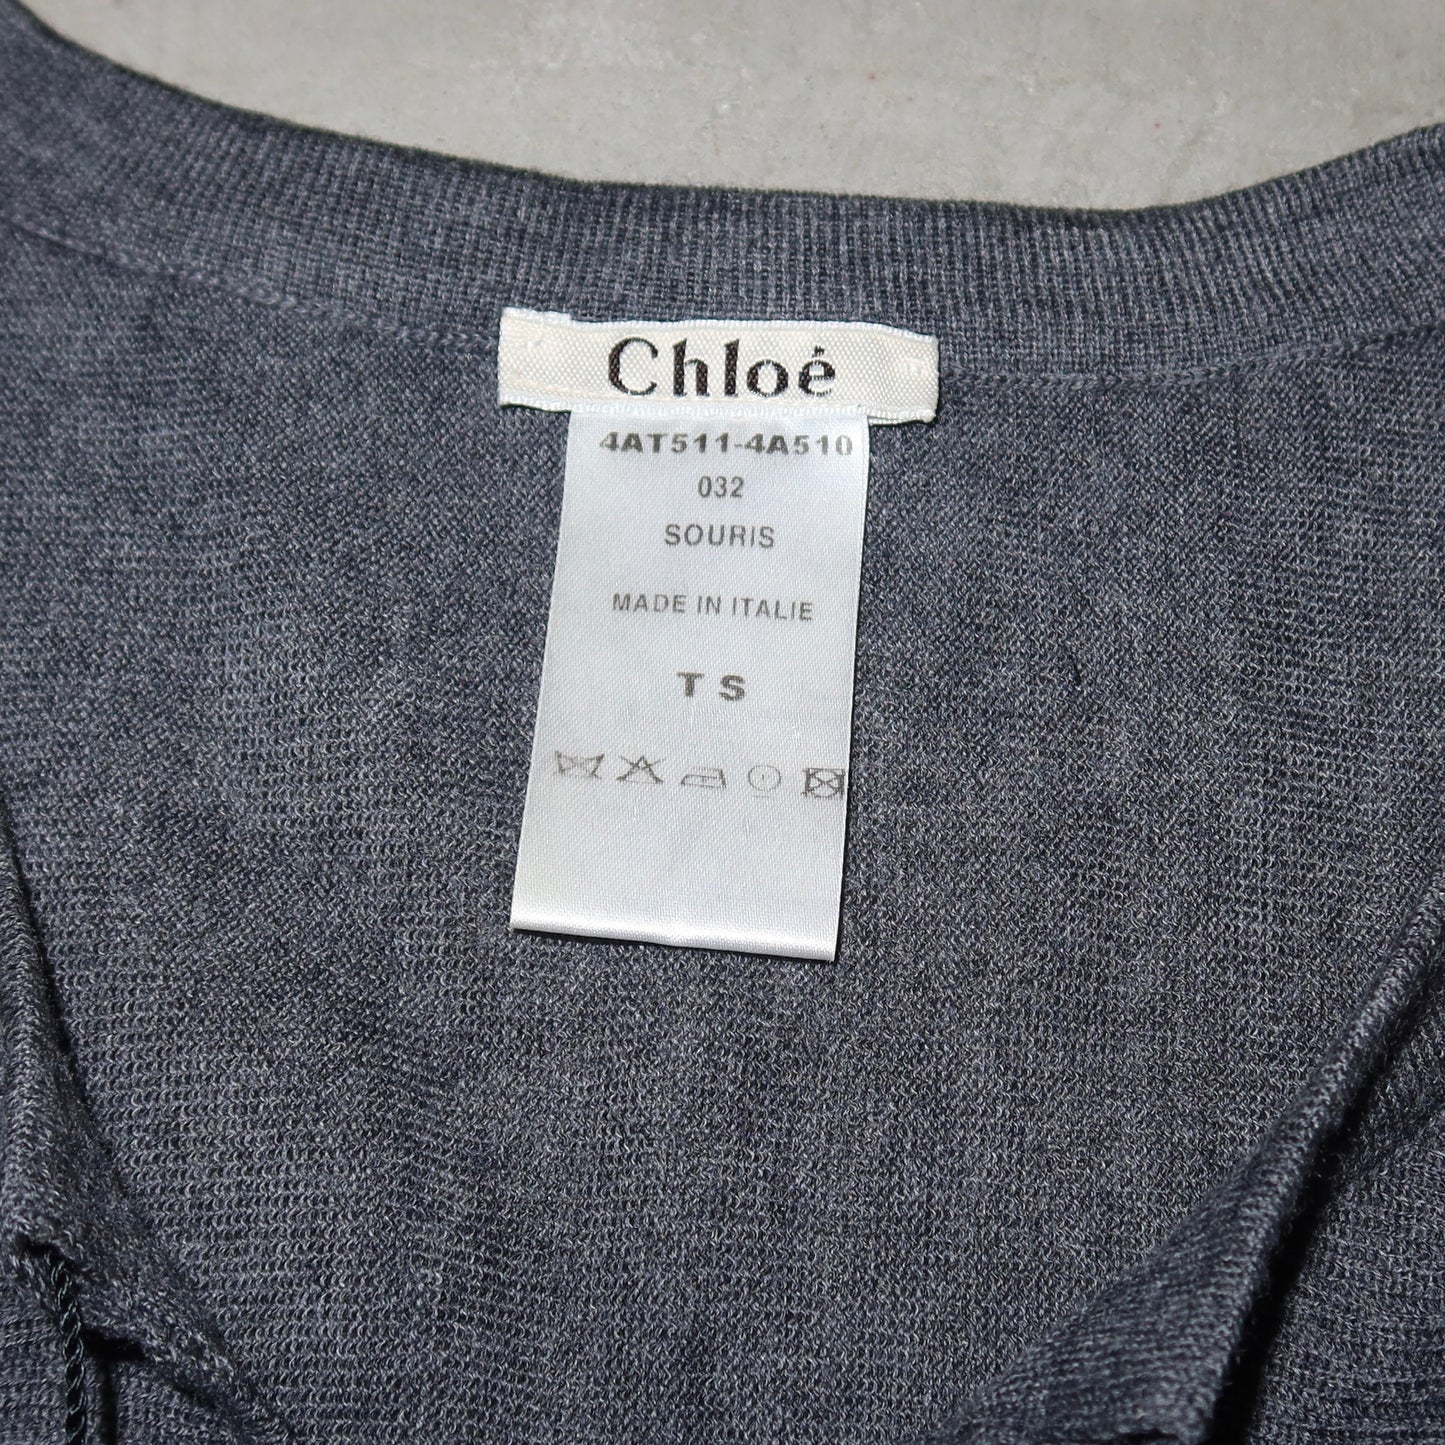 Chloé
4AT511-4A510
032
SOURIS
MADE IN ITALIE
T S